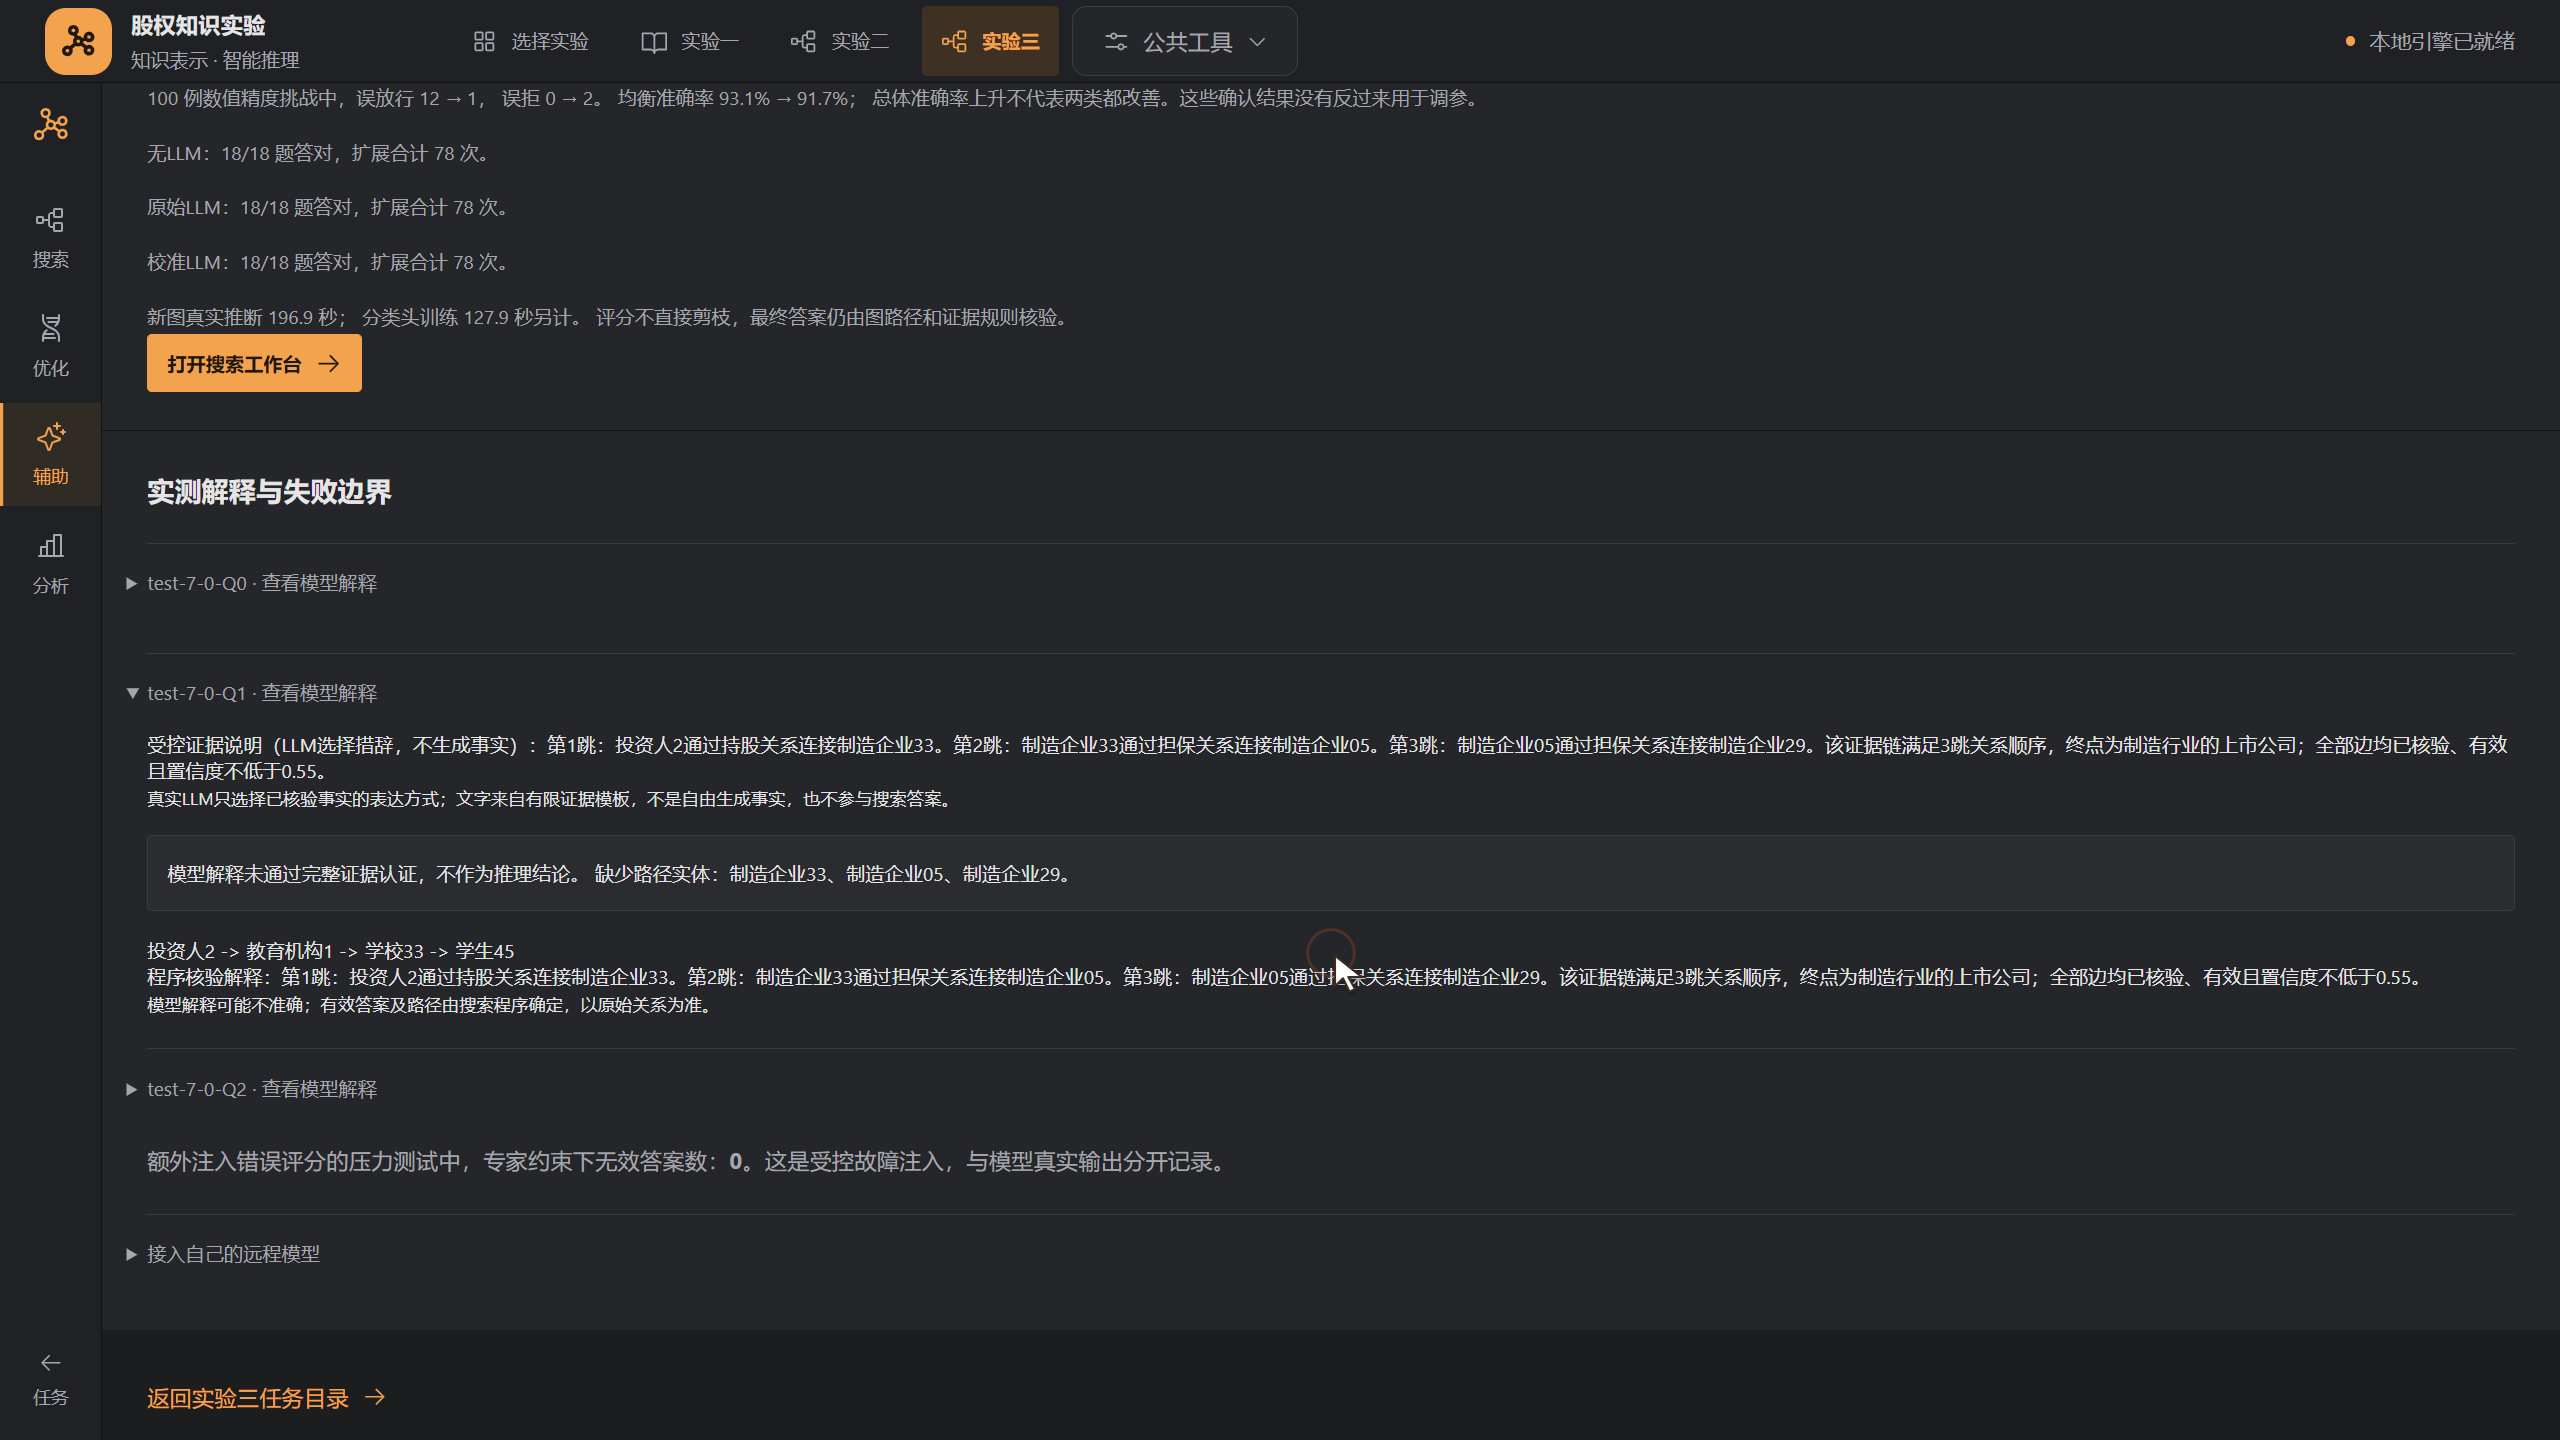 股权知识实验
知识表示 · 智能推理
选择实验
实验一
实验二
实验三
公共工具
本地引擎已就绪
搜索
优化
辅助
分析
任务
100 例数值精度挑战中，误放行 12 → 1， 误拒 0 → 2。 均衡准确率 93.1% → 91.7%； 总体准确率上升不代表两类都改善。这些确认结果没有反过来用于调参。
无LLM：18/18 题答对，扩展合计 78 次。
原始LLM：18/18 题答对，扩展合计 78 次。
校准LLM：18/18 题答对，扩展合计 78 次。
新图真实推断 196.9 秒； 分类头训练 127.9 秒另计。 评分不直接剪枝，最终答案仍由图路径和证据规则核验。
打开搜索工作台 →
实测解释与失败边界
▶ test-7-0-Q0 · 查看模型解释
▼ test-7-0-Q1 · 查看模型解释
受控证据说明（LLM选择措辞，不生成事实）：第1跳：投资人2通过持股关系连接制造企业33。第2跳：制造企业33通过担保关系连接制造企业05。第3跳：制造企业05通过担保关系连接制造企业29。该证据链满足3跳关系顺序，终点为制造行业的上市公司；全部边均已核验、有效
且置信度不低于0.55。
真实LLM只选择已核验事实的表达方式；文字来自有限证据模板，不是自由生成事实，也不参与搜索答案。
模型解释未通过完整证据认证，不作为推理结论。 缺少路径实体：制造企业33、制造企业05、制造企业29。
投资人2 -> 教育机构1 -> 学校33 -> 学生45
程序核验解释：第1跳：投资人2通过持股关系连接制造企业33。第2跳：制造企业33通过担保关系连接制造企业05。第3跳：制造企业05通过担保关系连接制造企业29。该证据链满足3跳关系顺序，终点为制造行业的上市公司；全部边均已核验、有效且置信度不低于0.55。
模型解释可能不准确；有效答案及路径由搜索程序确定，以原始关系为准。
▶ test-7-0-Q2 · 查看模型解释
额外注入错误评分的压力测试中，专家约束下无效答案数：0。这是受控故障注入，与模型真实输出分开记录。
▶ 接入自己的远程模型
返回实验三任务目录 →